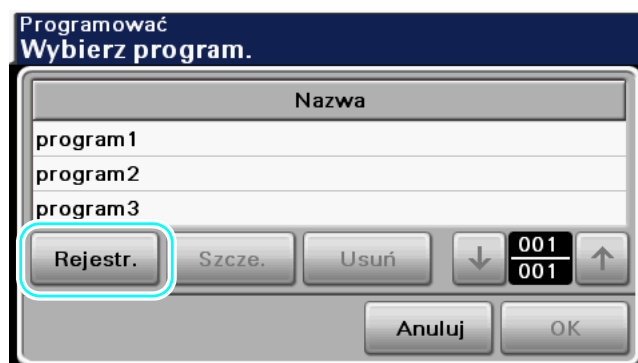 Programować
Wybierz program.
Nazwa
program1
program2
program3
Rejestr. Szcze. Usuń 001
001
Anuluj OK